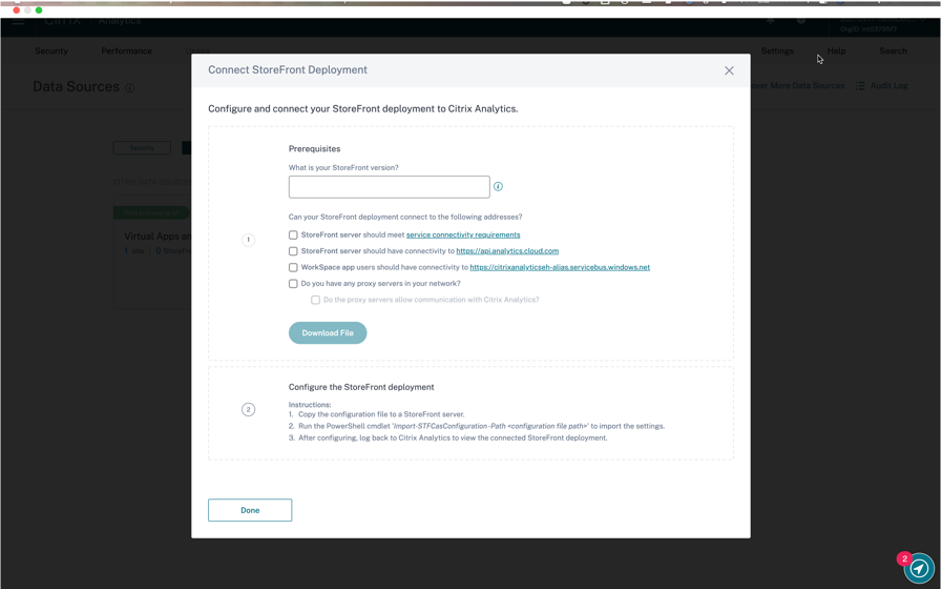 Analytics
Security
Performance
Settings
Help
Search
Data Sources
Data Sources
Audit Log
Security
Virtual Apps an
1 site
Connect StoreFront Deployment
Configure and connect your StoreFront deployment to Citrix Analytics.
1
Prerequisites
What is your StoreFront version?
Can your StoreFront deployment connect to the following addresses?
StoreFront server should meet service connectivity requirements
StoreFront server should have connectivity to https://api.analytics.cloud.com
WorkSpace app users should have connectivity to https://citrixanalyticseh-alias.servicebus.windows.net
Do you have any proxy servers in your network?
Do the proxy servers allow communication with Citrix Analytics?
Download File
2
Configure the StoreFront deployment
Instructions:
1. Copy the configuration file to a StoreFront server.
2. Run the PowerShell cmdlet 'Import-STFCasConfiguration -Path <configuration file path>' to import the settings.
3. After configuring, log back to Citrix Analytics to view the connected StoreFront deployment.
Done
2